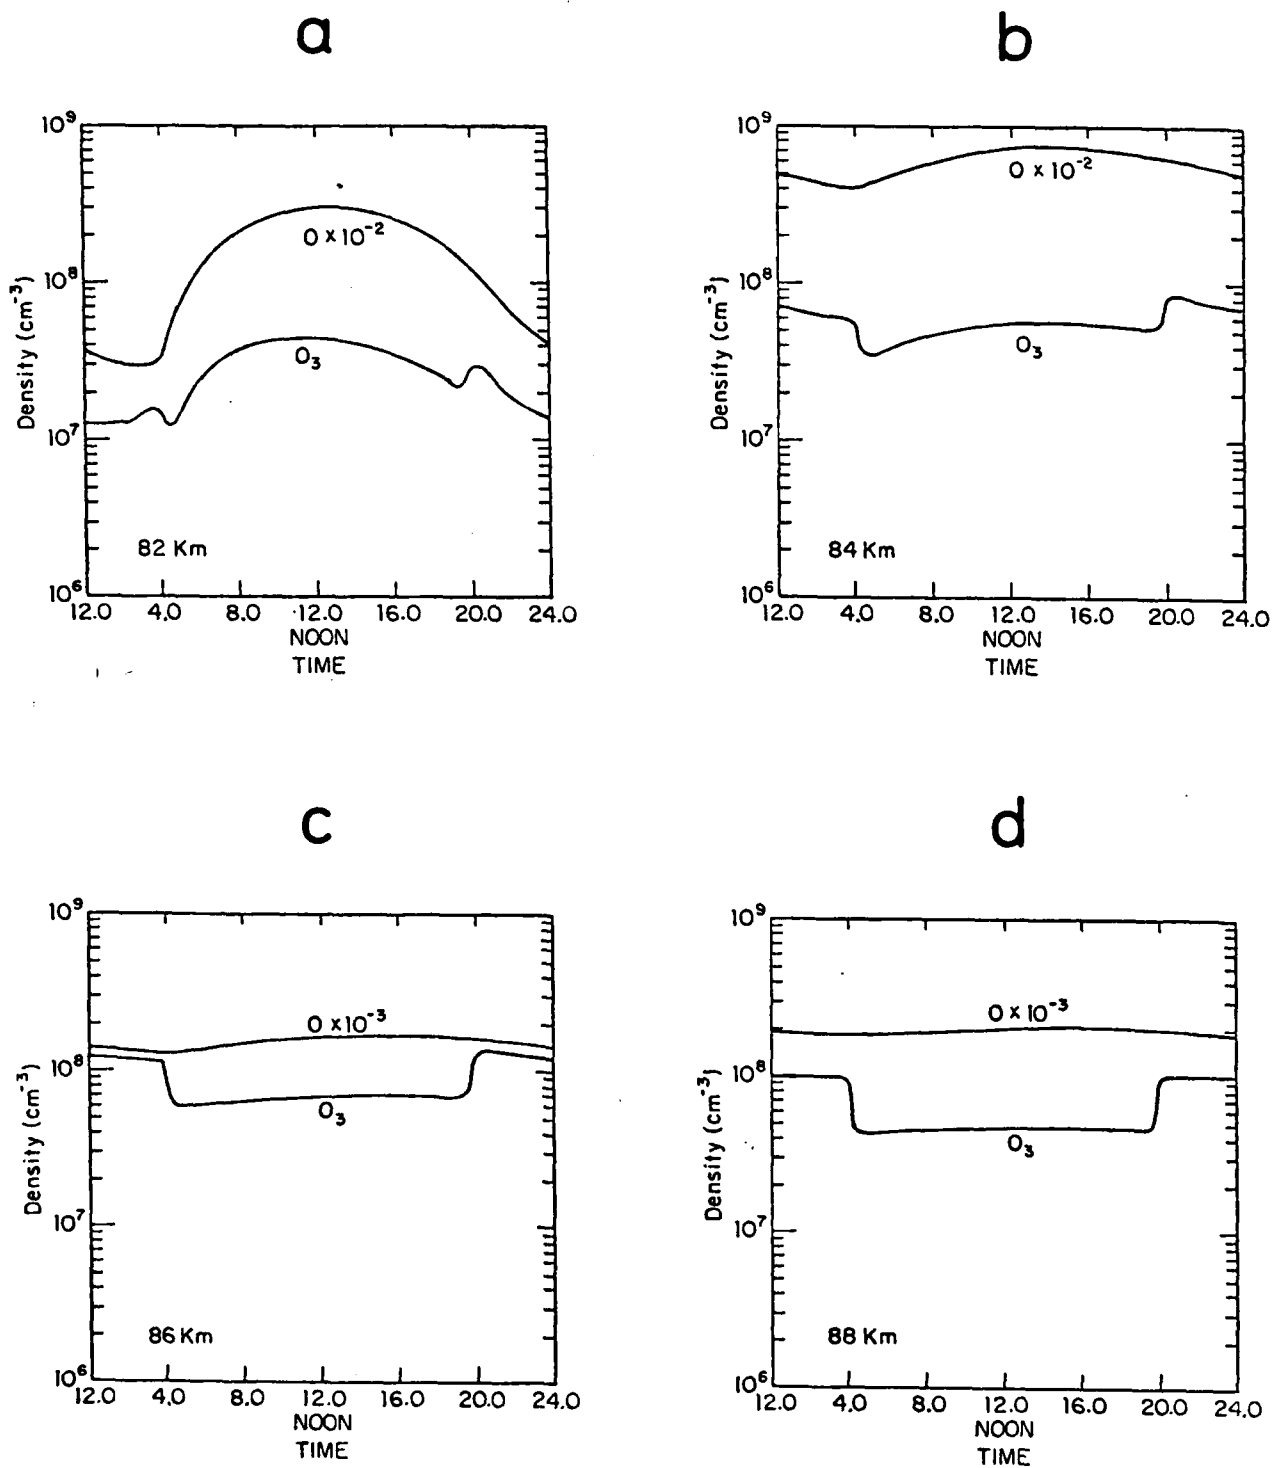 a
10⁹
10⁸
10⁷
10⁶
Density (cm⁻³)
O × 10⁻²
O₃
82 Km
12.0 4.0 8.0 12.0 16.0 20.0 24.0
NOON
TIME
b
10⁹
10⁸
10⁷
10⁶
Density (cm⁻³)
O × 10⁻²
O₃
84 Km
12.0 4.0 8.0 12.0 16.0 20.0 24.0
NOON
TIME
c
10⁹
10⁸
10⁷
10⁶
Density (cm⁻³)
O × 10⁻³
O₃
86 Km
12.0 4.0 8.0 12.0 16.0 20.0 24.0
NOON
TIME
d
10⁹
10⁸
10⁷
10⁶
Density (cm⁻³)
O × 10⁻³
O₃
88 Km
12.0 4.0 8.0 12.0 16.0 20.0 24.0
NOON
TIME